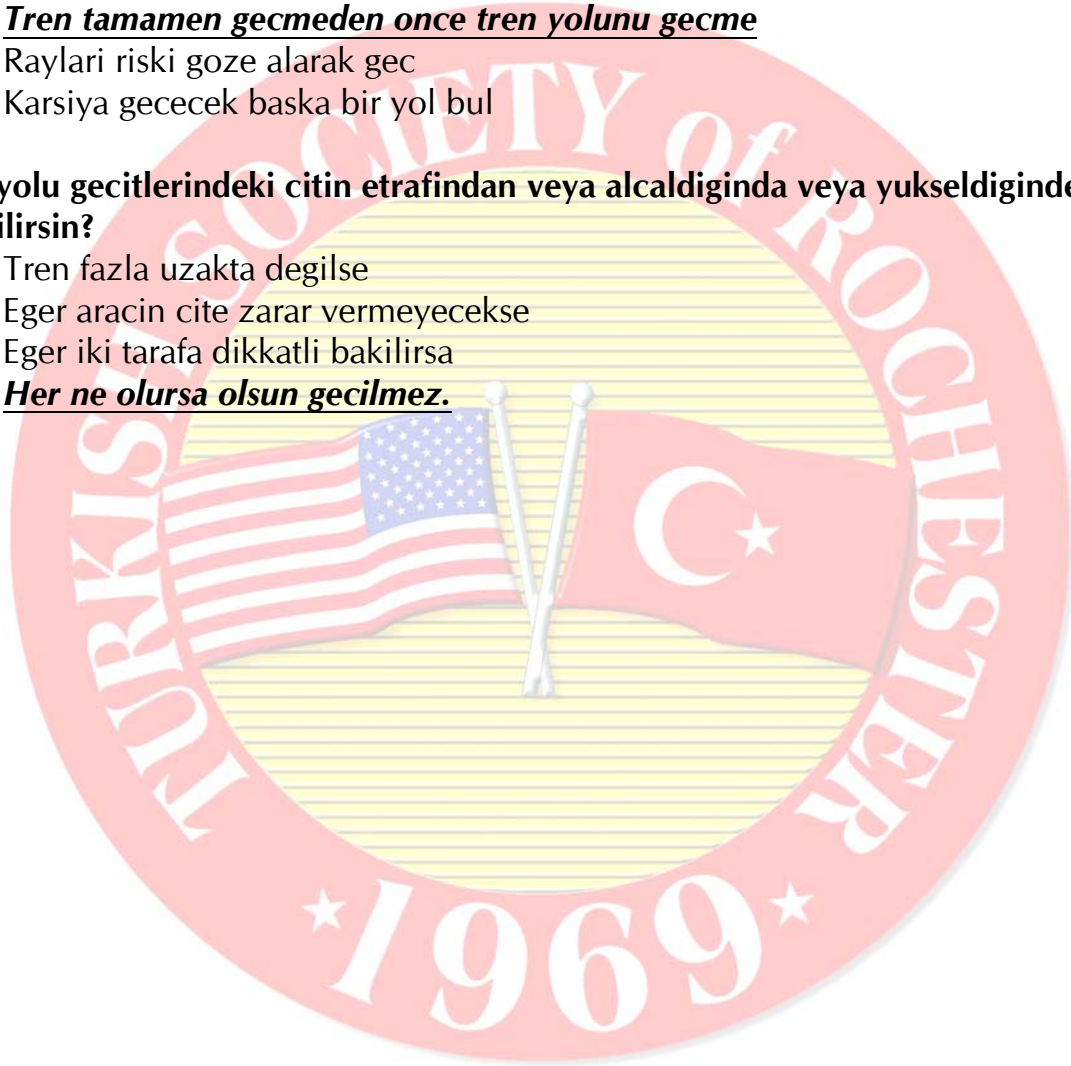 Tren tamamen gecmeden once tren yolunu gecme
Raylari riski goze alarak gec
Karsiya gececek baska bir yol bul
yolu gecitlerindeki citin etrafindan veya alcaldiginda veya yukseldiginde
ilirsin?
Tren fazla uzakta degilse
Eger aracin cite zarar vermeyecekse
Eger iki tarafa dikkatli bakilirsa
Her ne olursa olsun gecilmez.
TURKISH SOCIETY of ROCHESTER
1969